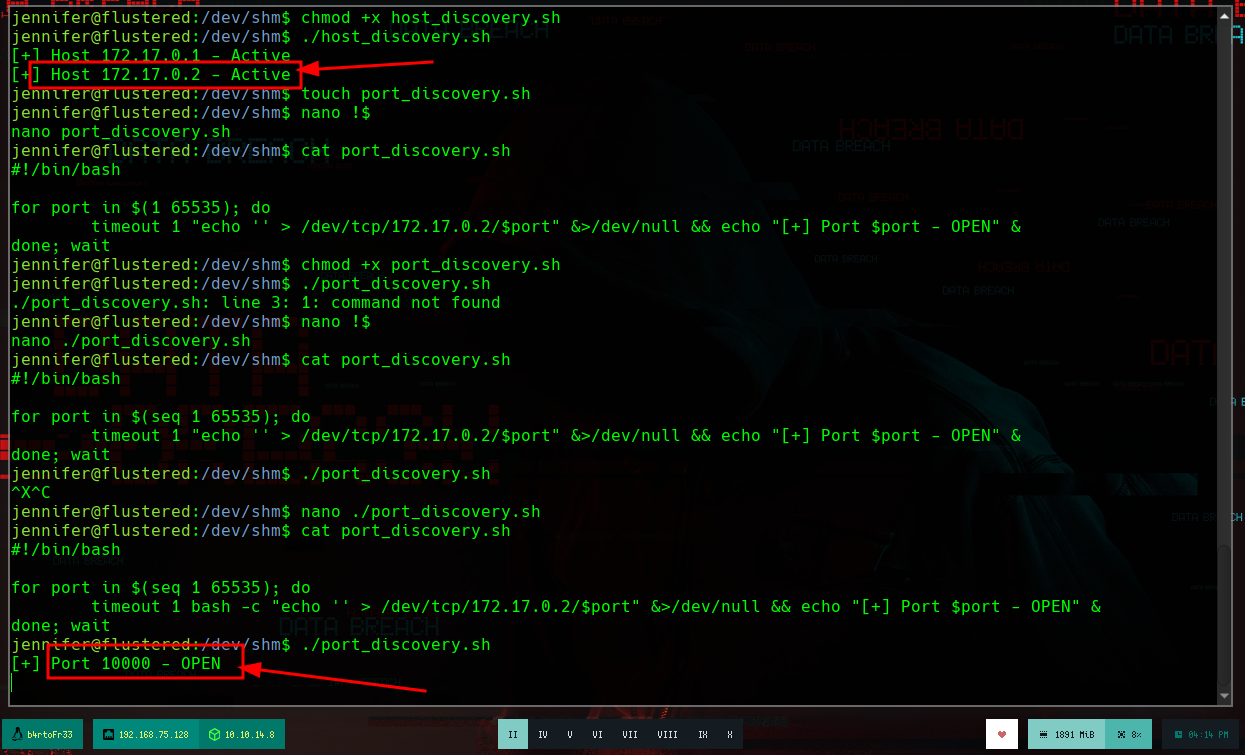 jennifer@flustered:/dev/shm$ chmod +x host_discovery.sh
jennifer@flustered:/dev/shm$ ./host_discovery.sh
[+] Host 172.17.0.1 - Active
[+] Host 172.17.0.2 - Active
jennifer@flustered:/dev/shm$ touch port_discovery.sh
jennifer@flustered:/dev/shm$ nano !$
nano port_discovery.sh
jennifer@flustered:/dev/shm$ cat port_discovery.sh
#!/bin/bash

for port in $(1 65535); do
        timeout 1 "echo '' > /dev/tcp/172.17.0.2/$port" &>/dev/null && echo "[+] Port $port - OPEN" &
done; wait
jennifer@flustered:/dev/shm$ chmod +x port_discovery.sh
jennifer@flustered:/dev/shm$ ./port_discovery.sh
./port_discovery.sh: line 3: 1: command not found
jennifer@flustered:/dev/shm$ nano !$
nano ./port_discovery.sh
jennifer@flustered:/dev/shm$ cat port_discovery.sh
#!/bin/bash

for port in $(seq 1 65535); do
        timeout 1 "echo '' > /dev/tcp/172.17.0.2/$port" &>/dev/null && echo "[+] Port $port - OPEN" &
done; wait
jennifer@flustered:/dev/shm$ ./port_discovery.sh
^X^C
jennifer@flustered:/dev/shm$ nano ./port_discovery.sh
jennifer@flustered:/dev/shm$ cat port_discovery.sh
#!/bin/bash

for port in $(seq 1 65535); do
        timeout 1 bash -c "echo '' > /dev/tcp/172.17.0.2/$port" &>/dev/null && echo "[+] Port $port - OPEN" &
done; wait
jennifer@flustered:/dev/shm$ ./port_discovery.sh
[+] Port 10000 - OPEN
b4rtoFr33 192.168.75.128 10.10.14.8 II IV V VI VII VIII IX X 1891 MiB 8% 04:14 PM